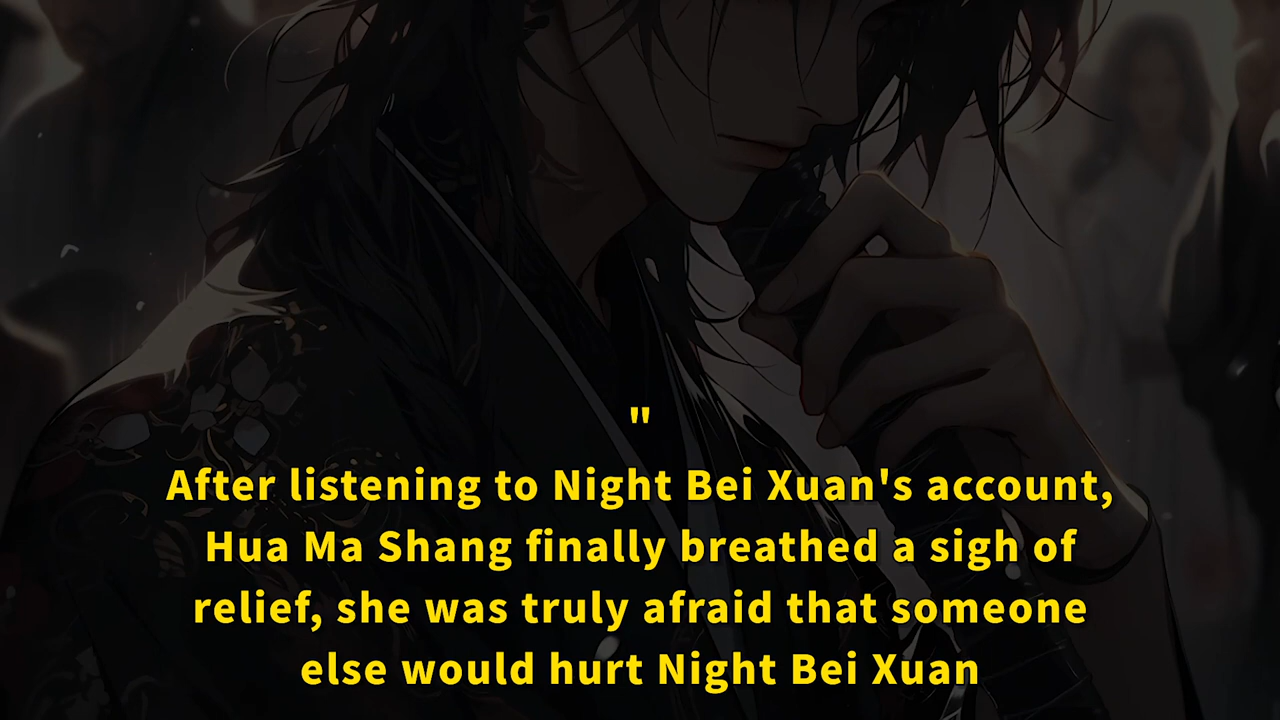 "
After listening to Night Bei Xuan's account,
Hua Ma Shang finally breathed a sigh of
relief, she was truly afraid that someone
else would hurt Night Bei Xuan